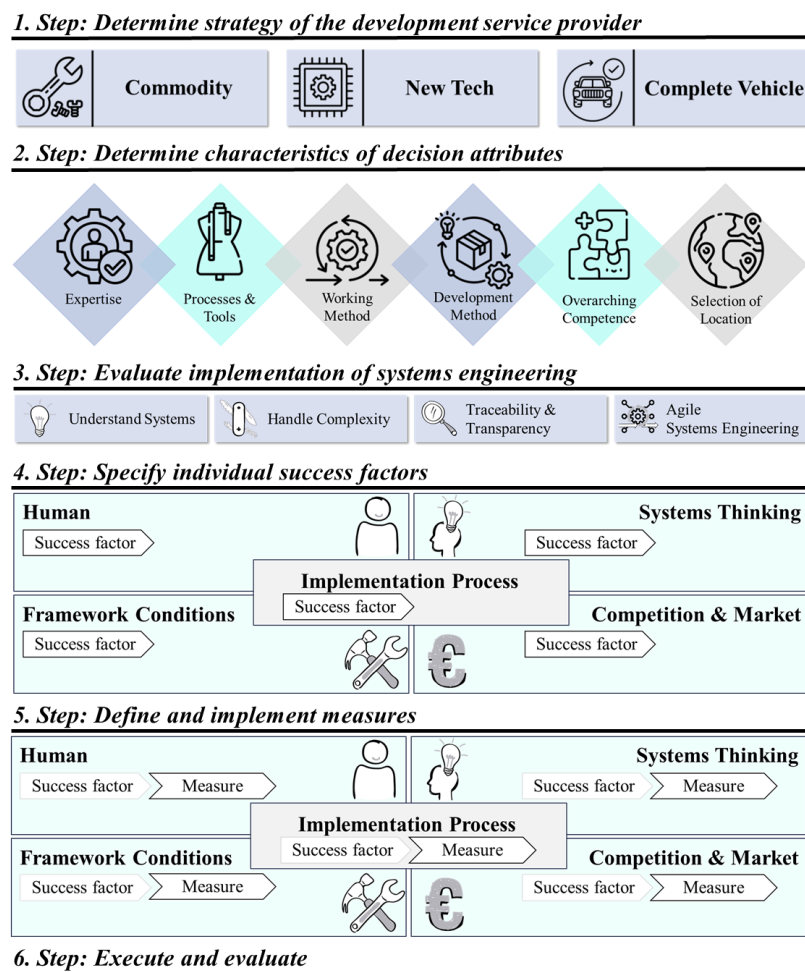 1. Step: Determine strategy of the development service provider
Commodity
New Tech
Complete Vehicle
2. Step: Determine characteristics of decision attributes
Expertise
Processes &
Tools
Working
Method
Development
Method
Overarching
Competence
Selection of
Location
3. Step: Evaluate implementation of systems engineering
Understand Systems
Handle Complexity
Traceability &
Transparency
Agile
Systems Engineering
4. Step: Specify individual success factors
Human
Success factor
Systems Thinking
Success factor
Implementation Process
Success factor
Framework Conditions
Success factor
Competition & Market
Success factor
€
5. Step: Define and implement measures
Human
Success factor
Measure
Systems Thinking
Success factor
Measure
Implementation Process
Success factor
Measure
Framework Conditions
Success factor
Measure
Competition & Market
Success factor
Measure
€
6. Step: Execute and evaluate